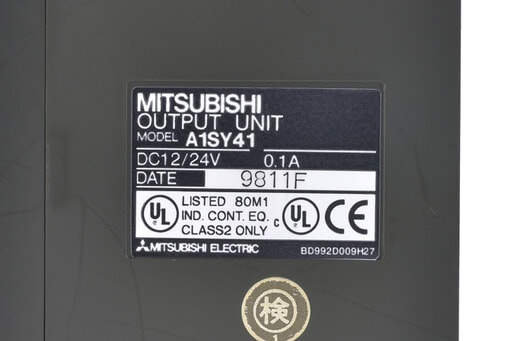 MITSUBISHI
OUTPUT UNIT
MODEL A1SY41
DC12/24V 0.1A
DATE 9811F
UL LISTED 80M1 c UL CE
IND. CONT. EQ.
CLASS2 ONLY
MITSUBISHI ELECTRIC BD992D009H27
検
1